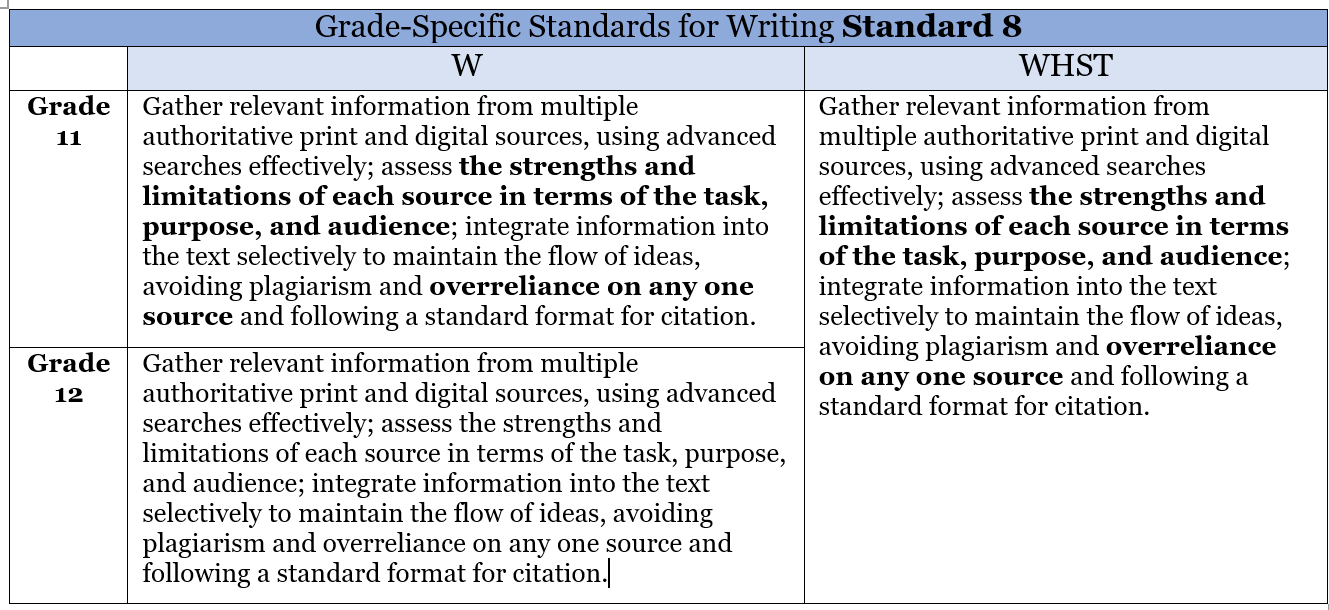 Grade-Specific Standards for Writing Standard 8
W
WHST
Grade
11
Gather relevant information from multiple
authoritative print and digital sources, using advanced
searches effectively; assess the strengths and
limitations of each source in terms of the task,
purpose, and audience; integrate information into
the text selectively to maintain the flow of ideas,
avoiding plagiarism and overreliance on any one
source and following a standard format for citation.
Gather relevant information from
multiple authoritative print and digital
sources, using advanced searches
effectively; assess the strengths and
limitations of each source in terms
of the task, purpose, and audience;
integrate information into the text
selectively to maintain the flow of ideas,
avoiding plagiarism and overreliance
on any one source and following a
standard format for citation.
Grade
12
Gather relevant information from multiple
authoritative print and digital sources, using advanced
searches effectively; assess the strengths and
limitations of each source in terms of the task, purpose,
and audience; integrate information into the text
selectively to maintain the flow of ideas, avoiding
plagiarism and overreliance on any one source and
following a standard format for citation.